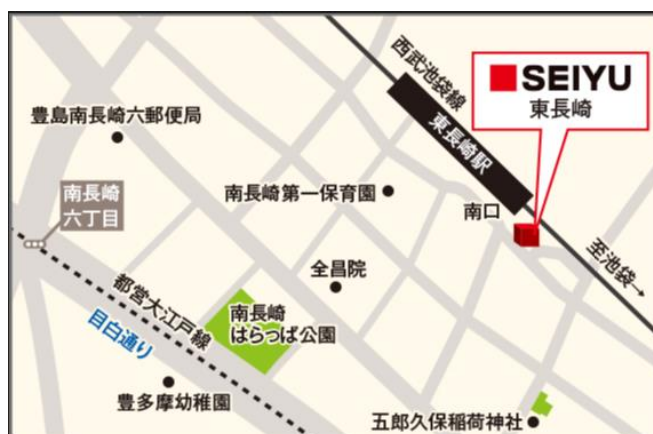 SEIYU
東長崎
西武池袋線
東長崎駅
豊島南長崎六郵便局
南長崎
六丁目
南長崎第一保育園
南口
至池袋→
全昌院
都営大江戸線
目白通り
南長崎
はらっぱ公園
豊多摩幼稚園
五郎久保稲荷神社